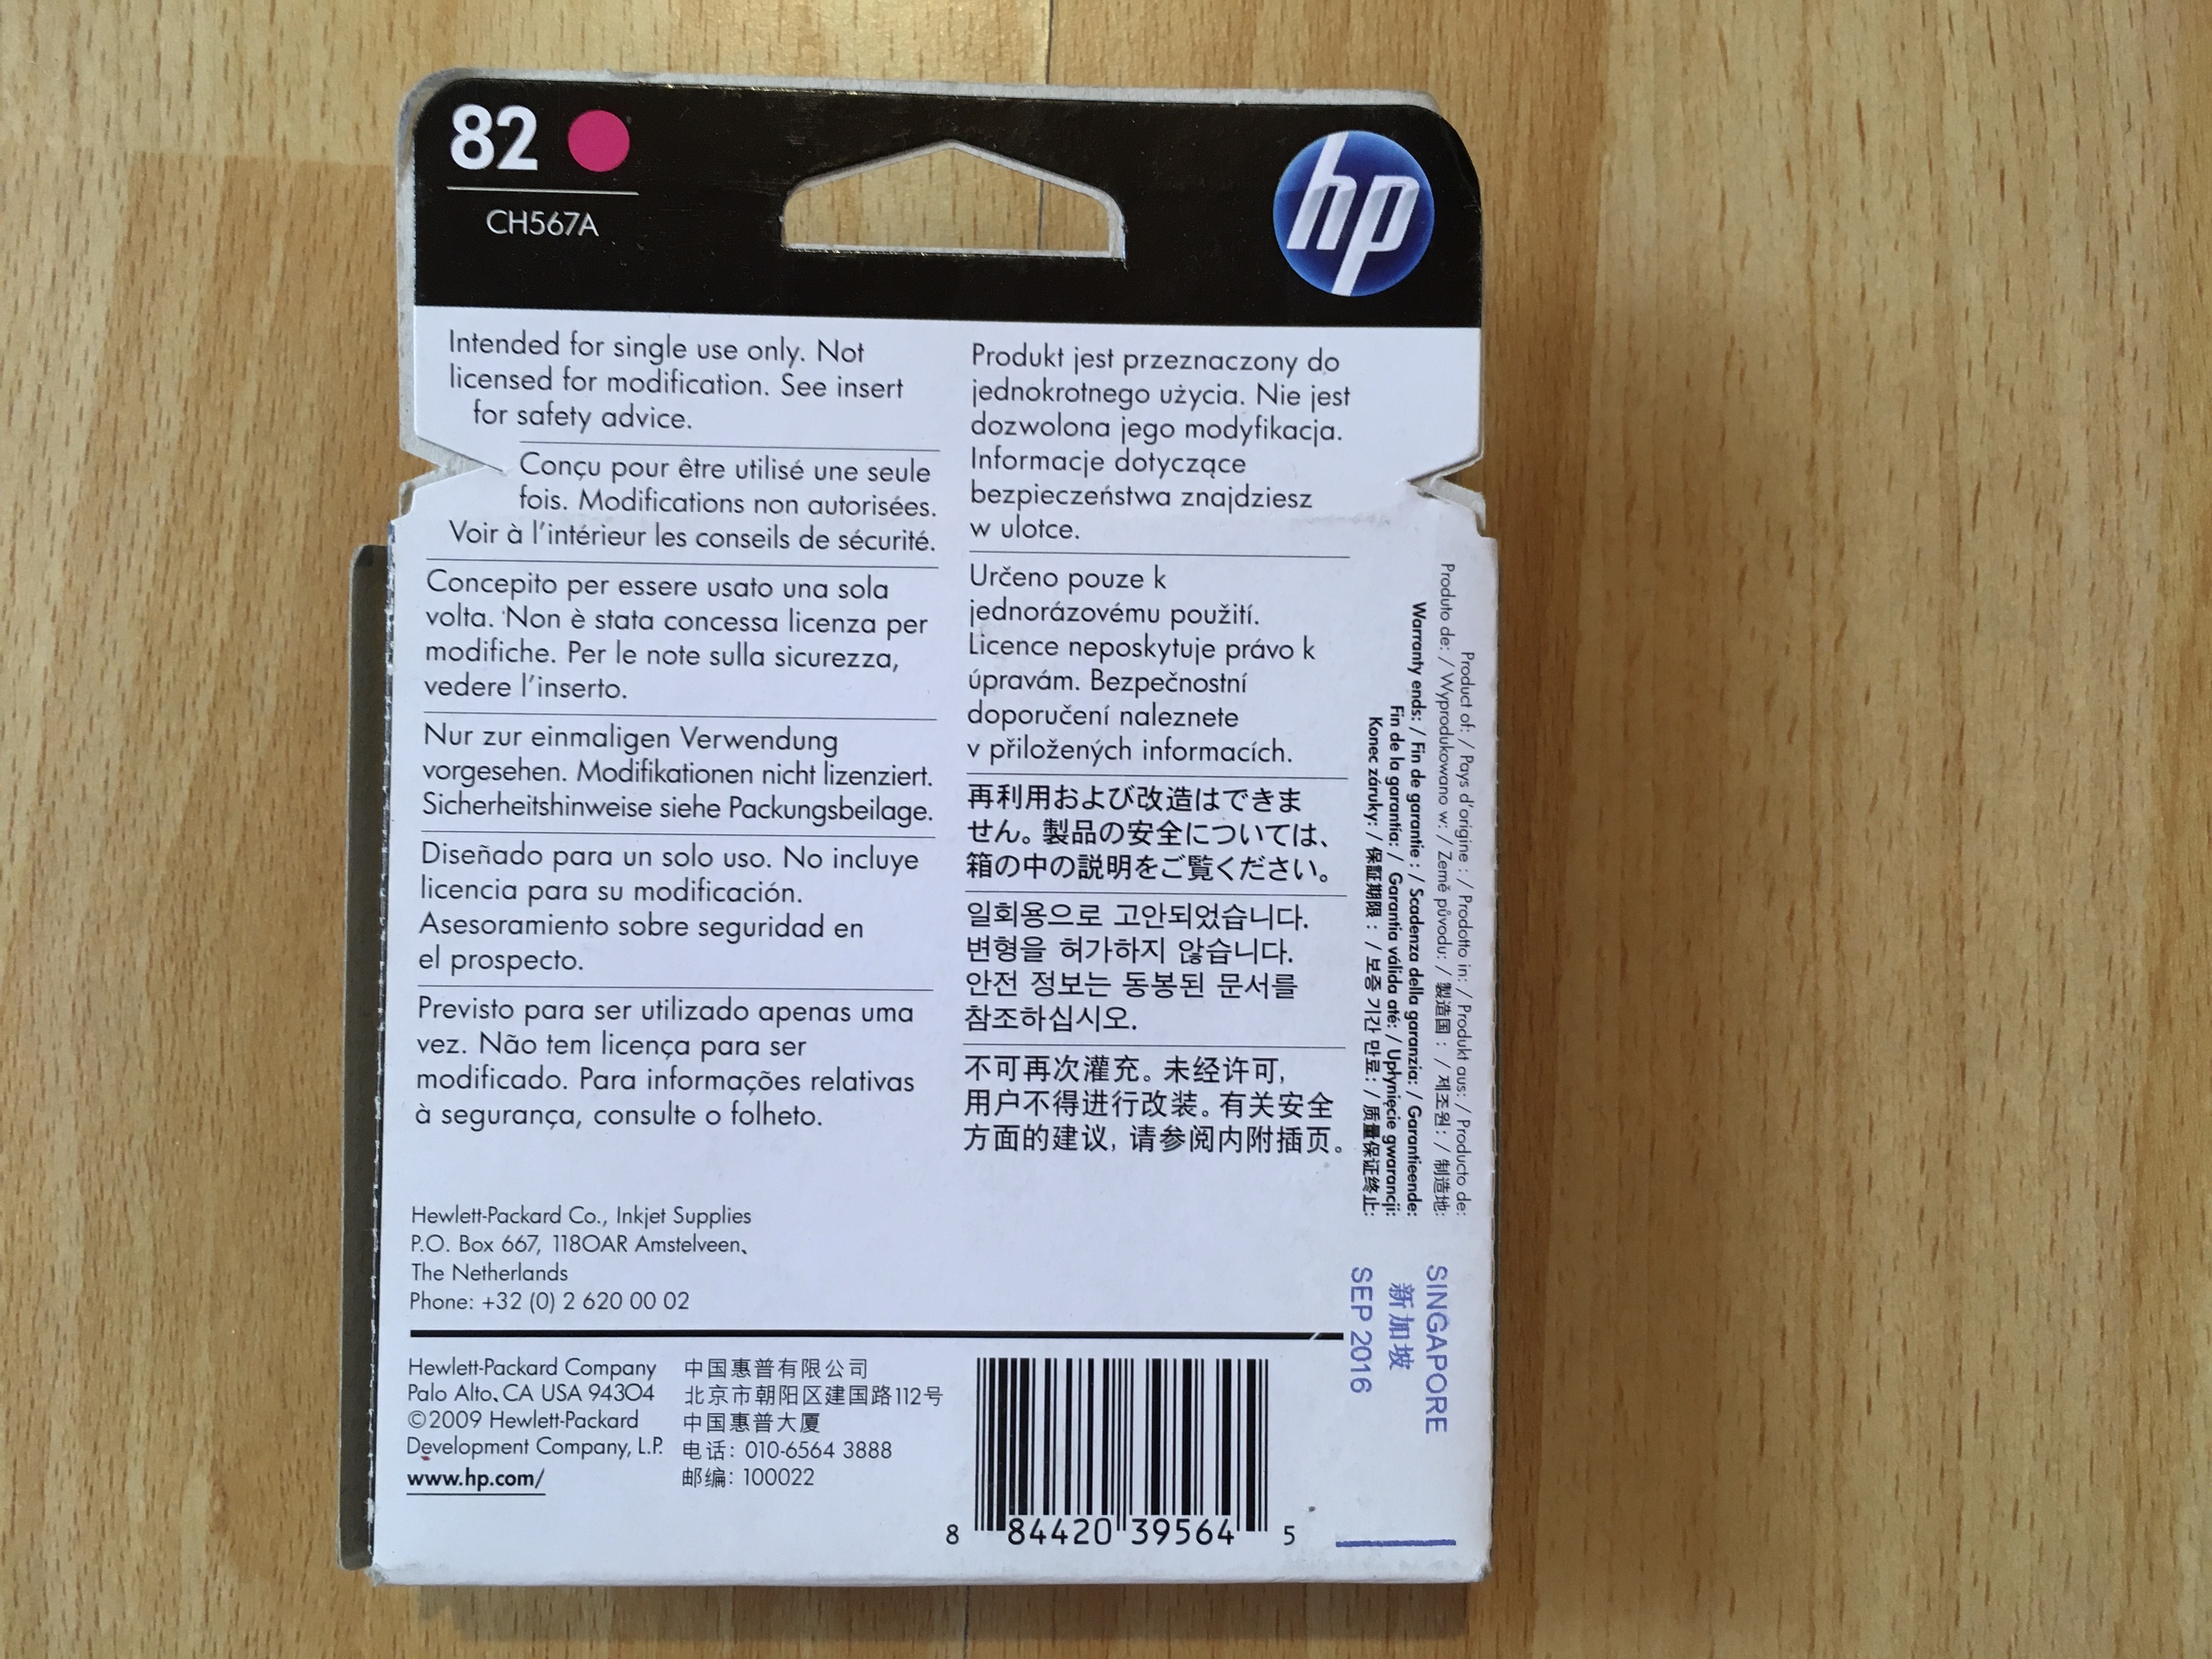 82
CH567A
hp
Intended for single use only. Not
licensed for modification. See insert
for safety advice.
Conçu pour être utilisé une seule
fois. Modifications non autorisées.
Voir à l'intérieur les conseils de sécurité.
Concepito per essere usato una sola
volta. Non è stata concessa licenza per
modifiche. Per le note sulla sicurezza,
vedere l'inserto.
Nur zur einmaligen Verwendung
vorgesehen. Modifikationen nicht lizenziert.
Sicherheitshinweise siehe Packungsbeilage.
Diseñado para un solo uso. No incluye
licencia para su modificación.
Asesoramiento sobre seguridad en
el prospecto.
Previsto para ser utilizado apenas uma
vez. Não tem licença para ser
modificado. Para informações relativas
à segurança, consulte o folheto.
Produkt jest przeznaczony do
jednokrotnego użycia. Nie jest
dozwolona jego modyfikacja.
Informacje dotyczące
bezpieczeństwa znajdziesz
w ulotce.
Určeno pouze k
jednorázovému použití.
Licence neposkytuje právo k
úpravám. Bezpečnostní
doporučení naleznete
v přiložených informacích.
再利用および改造はできま
せん。製品の安全については、
箱の中の説明をご覧ください。
일회용으로 고안되었습니다.
변형을 허가하지 않습니다.
안전 정보는 동봉된 문서를
참조하십시오.
不可再次灌充。未经许可,
用户不得进行改装。有关安全
方面的建议, 请参阅内附插页。
Product of: / Pays d'origine : / Prodotto in: / Produkt aus: / Producto de:
Produto de: / Wyprodukowano w: / Země původu: / 製造国 : / 제조원: / 制造地:
Warranty ends: / Fin de garantie : / Scadenza della garanzia: / Garantieende:
Fin de la garantía: / Garantia válida até: / Upłynięcie gwarancji:
Konec záruky: / 保証期限 : / 보증 기간 만료: / 质量保证终止:
SINGAPORE
新加坡
SEP 2016
Hewlett-Packard Co., Inkjet Supplies
P.O. Box 667, 118OAR Amstelveen、
The Netherlands
Phone: +32 (0) 2 620 00 02
Hewlett-Packard Company
Palo Alto、CA USA 94304
©2009 Hewlett-Packard
Development Company, L.P.
www.hp.com/
中国惠普有限公司
北京市朝阳区建国路112号
中国惠普大厦
电话: 010-6564 3888
邮编: 100022
8 84420 39564 5